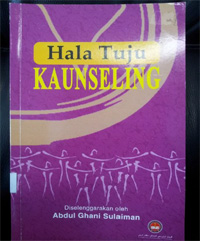 Hala Tuju
KAUNSELING
Diselenggarakan oleh
Abdul Ghani Sulaiman